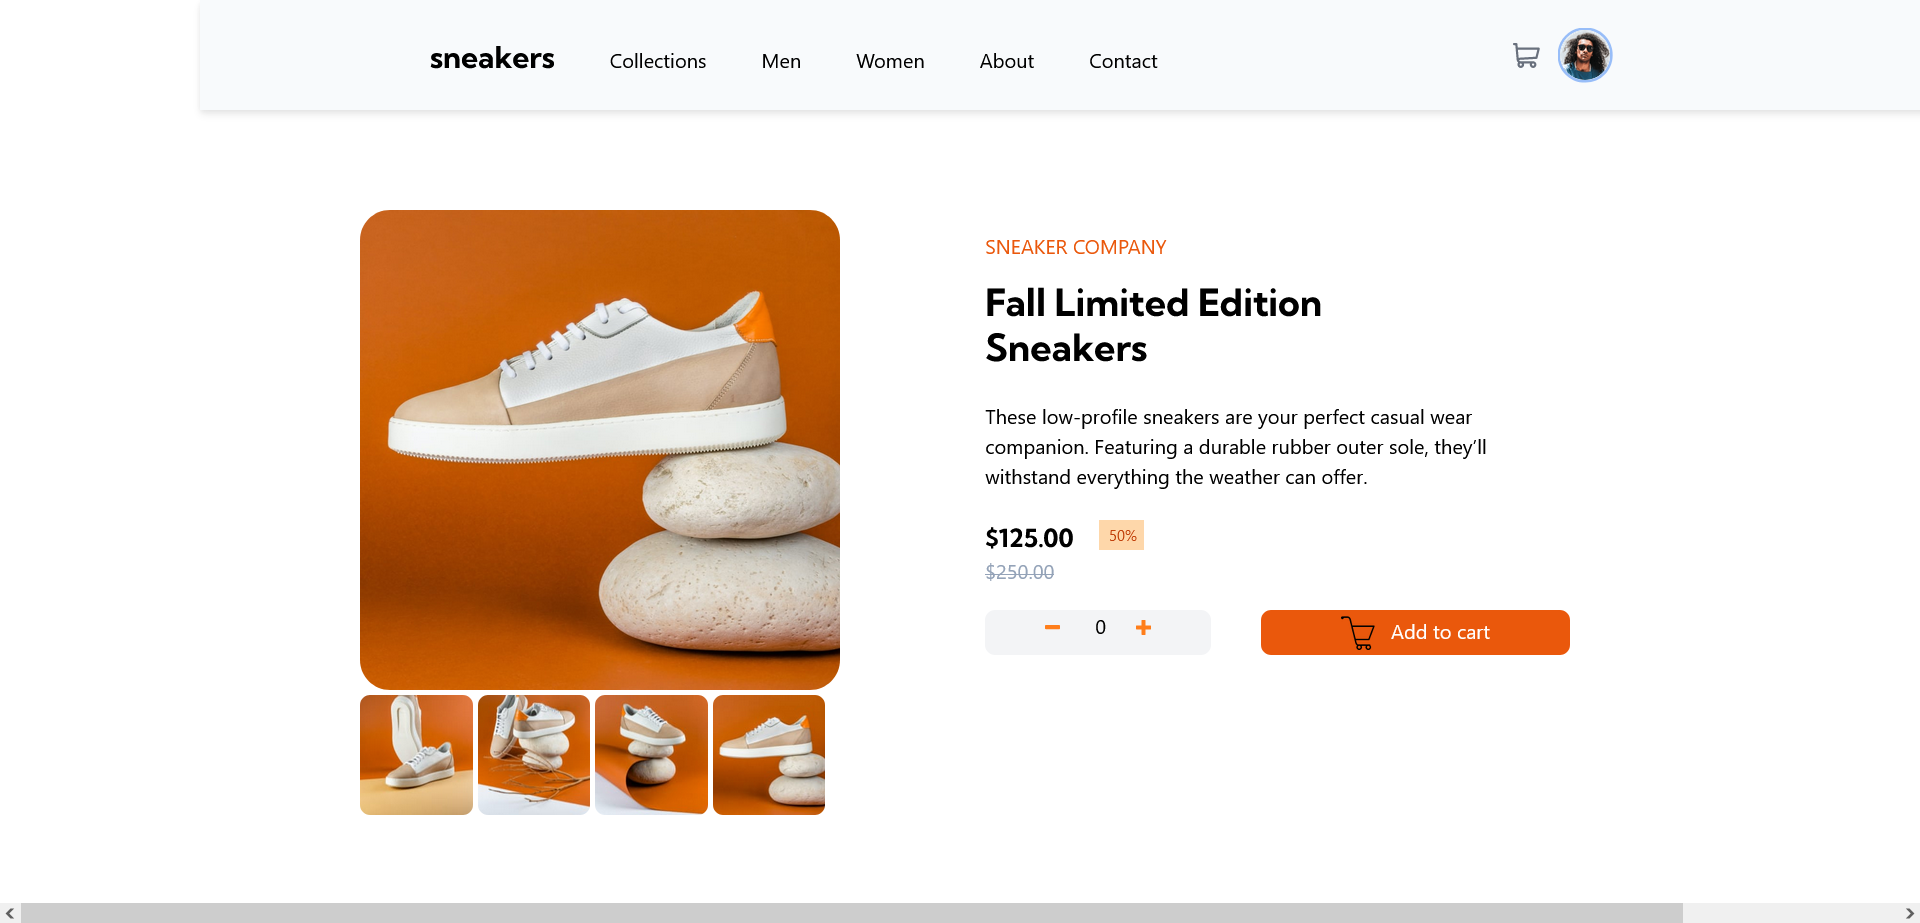 sneakers
Collections
Men
Women
About
Contact
SNEAKER COMPANY
Fall Limited Edition
Sneakers
These low-profile sneakers are your perfect casual wear
companion. Featuring a durable rubber outer sole, they’ll
withstand everything the weather can offer.
$125.00
50%
$250.00
0
Add to cart